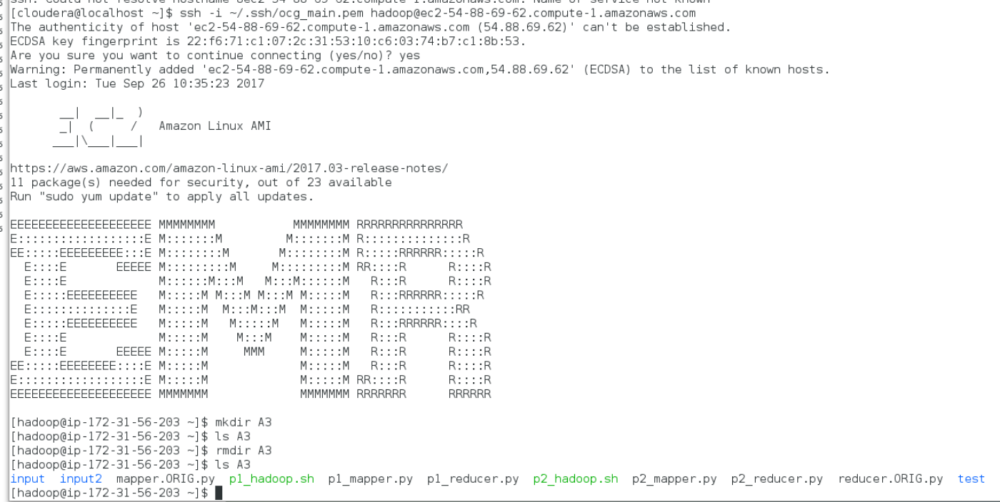 ssh: Could not resolve hostname 8ec2-54-88-69-62.compute-1.amazonaws.com: Name or service not known
[cloudera@localhost ~]$ ssh -i ~/.ssh/ocg_main.pem hadoop@ec2-54-88-69-62.compute-1.amazonaws.com
The authenticity of host 'ec2-54-88-69-62.compute-1.amazonaws.com (54.88.69.62)' can't be established.
ECDSA key fingerprint is 22:f6:71:c1:07:2c:31:53:10:c6:03:74:b7:c1:8b:53.
Are you sure you want to continue connecting (yes/no)? yes
Warning: Permanently added 'ec2-54-88-69-62.compute-1.amazonaws.com,54.88.69.62' (ECDSA) to the list of known hosts.
Last login: Tue Sep 26 10:35:23 2017

       __|  __|_  )
       _|  (     /   Amazon Linux AMI
      ___|\___|___|

https://aws.amazon.com/amazon-linux-ami/2017.03-release-notes/
11 package(s) needed for security, out of 23 available
Run "sudo yum update" to apply all updates.

EEEEEEEEEEEEEEEEEEEE MMMMMMMM           MMMMMMMM RRRRRRRRRRRRRRR
E::::::::::::::::::E M:::::::M         M:::::::M R::::::::::::::R
EE:::::EEEEEEEEE:::E M::::::::M       M::::::::M R:::::RRRRRR:::::R
  E::::E       EEEEE M:::::::::M     M:::::::::M RR::::R      R::::R
  E::::E             M::::::M:::M   M:::M::::::M   R:::R      R::::R
  E:::::EEEEEEEEEE   M:::::M M:::M M:::M M:::::M   R:::RRRRRR:::::R
  E::::::::::::::E   M:::::M  M:::M:::M  M:::::M   R:::::::::::RR
  E:::::EEEEEEEEEE   M:::::M   M:::::M   M:::::M   R:::RRRRRR::::R
  E::::E             M:::::M    M:::M    M:::::M   R:::R      R::::R
  E::::E       EEEEE M:::::M     MMM     M:::::M   R:::R      R::::R
EE:::::EEEEEEEE::::E M:::::M             M:::::M   R:::R      R::::R
E::::::::::::::::::E M:::::M             M:::::M RR::::R      R::::R
EEEEEEEEEEEEEEEEEEEE MMMMMMM             MMMMMMM RRRRRRR      RRRRRR

[hadoop@ip-172-31-56-203 ~]$ mkdir A3
[hadoop@ip-172-31-56-203 ~]$ ls A3
[hadoop@ip-172-31-56-203 ~]$ rmdir A3
[hadoop@ip-172-31-56-203 ~]$ ls A3
input  input2  mapper.ORIG.py  p1_hadoop.sh  p1_mapper.py  p1_reducer.py  p2_hadoop.sh  p2_mapper.py  p2_reducer.py  reducer.ORIG.py  test
[hadoop@ip-172-31-56-203 ~]$